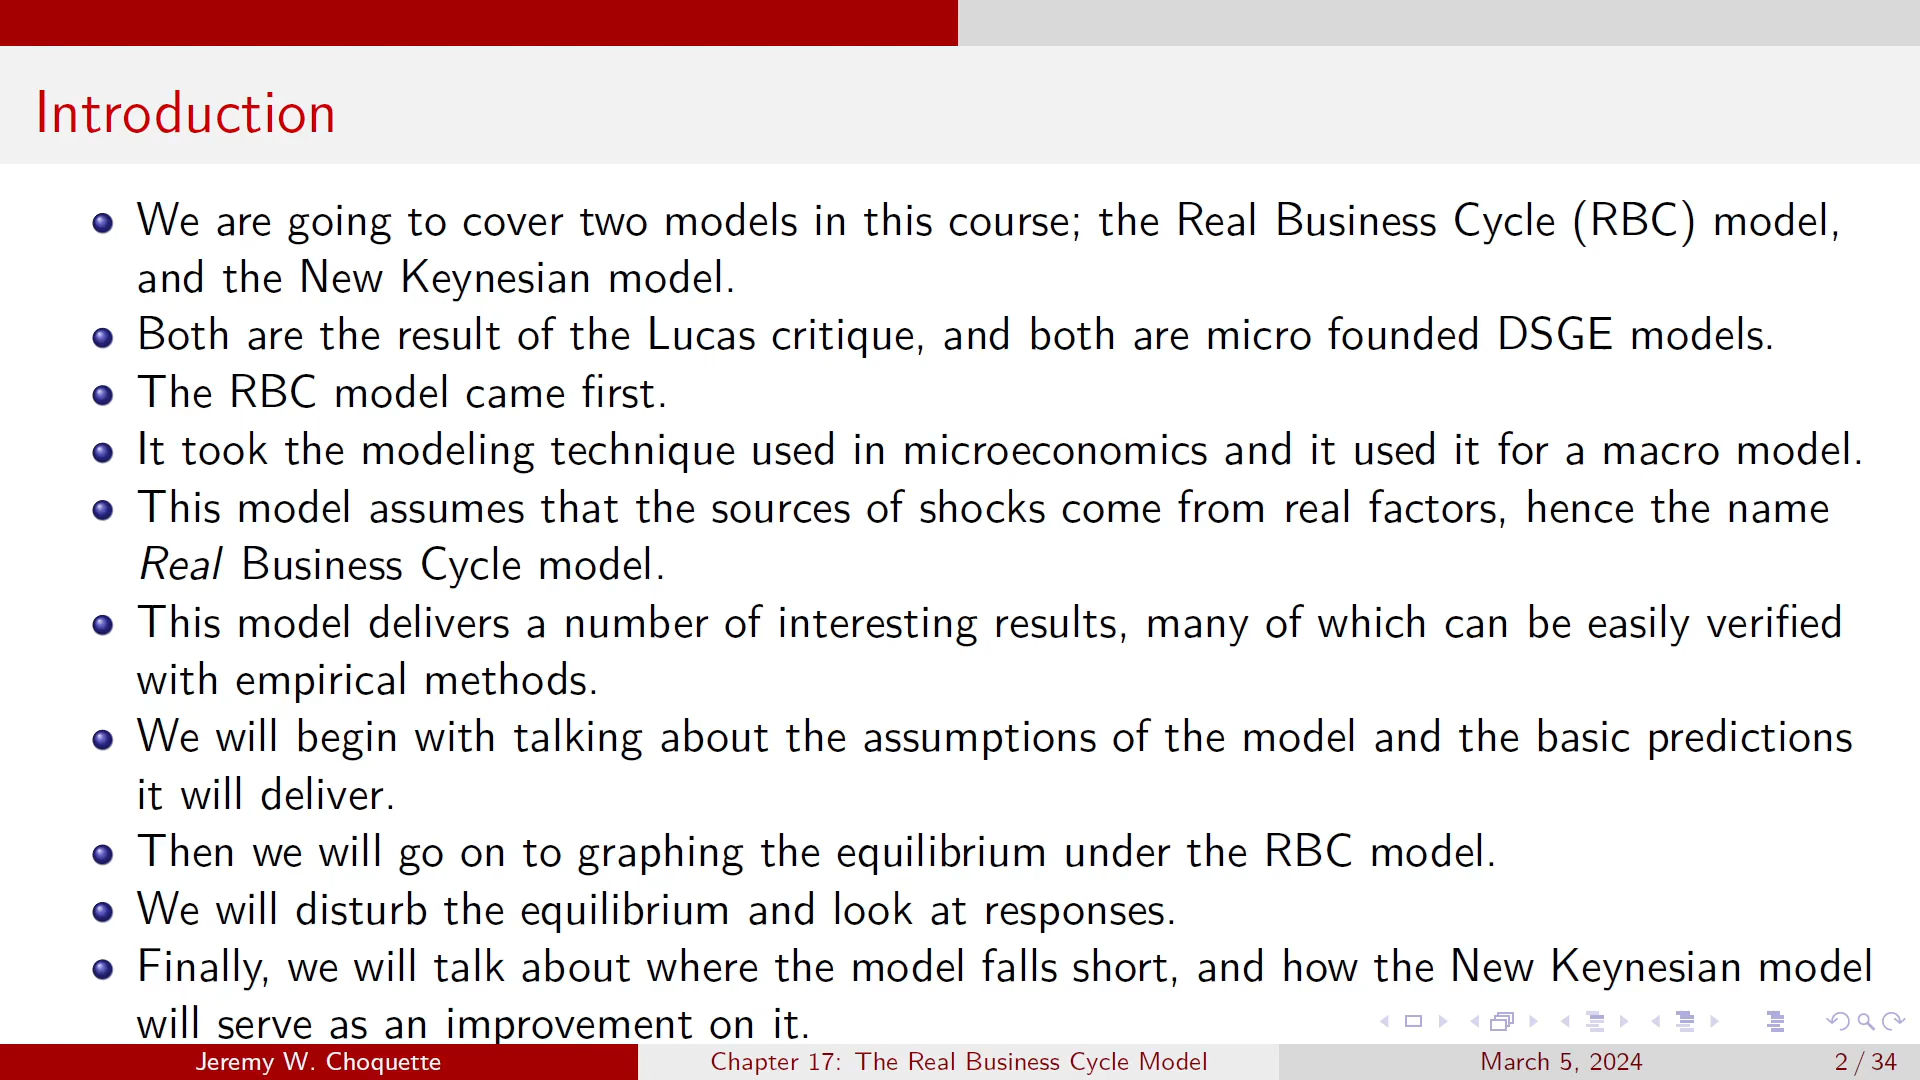 Introduction
We are going to cover two models in this course; the Real Business Cycle (RBC) model,
and the New Keynesian model.
Both are the result of the Lucas critique, and both are micro founded DSGE models.
The RBC model came first.
It took the modeling technique used in microeconomics and it used it for a macro model.
This model assumes that the sources of shocks come from real factors, hence the name
Real Business Cycle model.
This model delivers a number of interesting results, many of which can be easily verified
with empirical methods.
We will begin with talking about the assumptions of the model and the basic predictions
it will deliver.
Then we will go on to graphing the equilibrium under the RBC model.
We will disturb the equilibrium and look at responses.
Finally, we will talk about where the model falls short, and how the New Keynesian model
will serve as an improvement on it.
Jeremy W. Choquette
Chapter 17: The Real Business Cycle Model
March 5, 2024
2 / 34